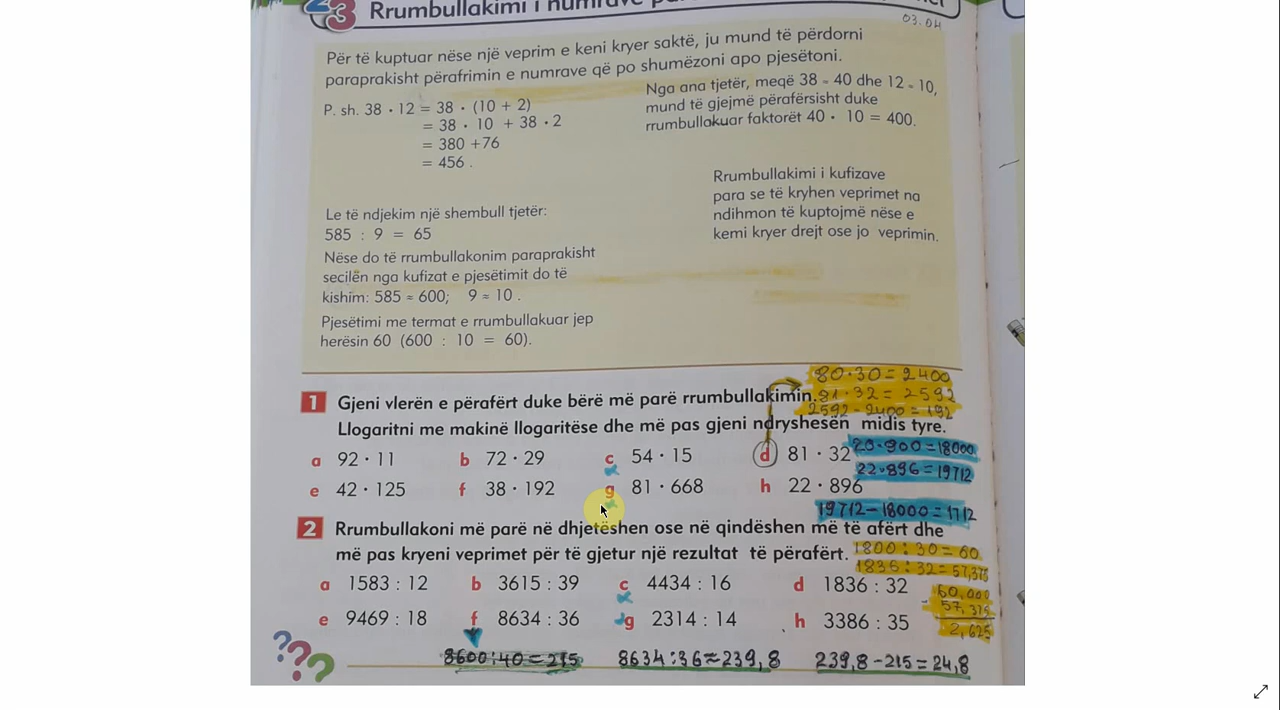 3 Rrumbullakimi i numrave
03.04
Për të kuptuar nëse një veprim e keni kryer saktë, ju mund të përdorni
paraprakisht përafrimin e numrave që po shumëzoni apo pjesëtoni.
P. sh. 38 · 12 = 38 · (10 + 2)
= 38 · 10 + 38 · 2
= 380 +76
= 456 .
Nga ana tjetër, meqë 38 ≈ 40 dhe 12 ≈ 10,
mund të gjejmë përafërsisht duke
rrumbullakuar faktorët 40 · 10 = 400.
Rrumbullakimi i kufizave
para se të kryhen veprimet na
ndihmon të kuptojmë nëse e
kemi kryer drejt ose jo veprimin.
Le të ndjekim një shembull tjetër:
585 : 9 = 65
Nëse do të rrumbullakonim paraprakisht
secilën nga kufizat e pjesëtimit do të
kishim: 585 ≈ 600; 9 ≈ 10 .
Pjesëtimi me termat e rrumbullakuar jep
herësin 60 (600 : 10 = 60).
80·30=2400
1 Gjeni vlerën e përafërt duke bërë më parë rrumbullakimin. 81·32=2592
2592-2400=192
Llogaritni me makinë llogaritëse dhe më pas gjeni ndryshesën midis tyre.
a 92 · 11 b 72 · 29 c 54 · 15 d 81 · 32 20·900=18000
22·896=19712
e 42 · 125 f 38 · 192 g 81 · 668 h 22 · 896
19712-18000=1712
2 Rrumbullakoni më parë në dhjetëshen ose në qindëshen më të afërt dhe
më pas kryeni veprimet për të gjetur një rezultat të përafërt. 1800:30=60
1836:32=57,375
a 1583 : 12 b 3615 : 39 c 4434 : 16 d 1836 : 32 60,000
- 57,375
e 9469 : 18 f 8634 : 36 g 2314 : 14 h 3386 : 35 2,625
???
8600:40=215 8634:36≈239,8 239,8-215=24,8